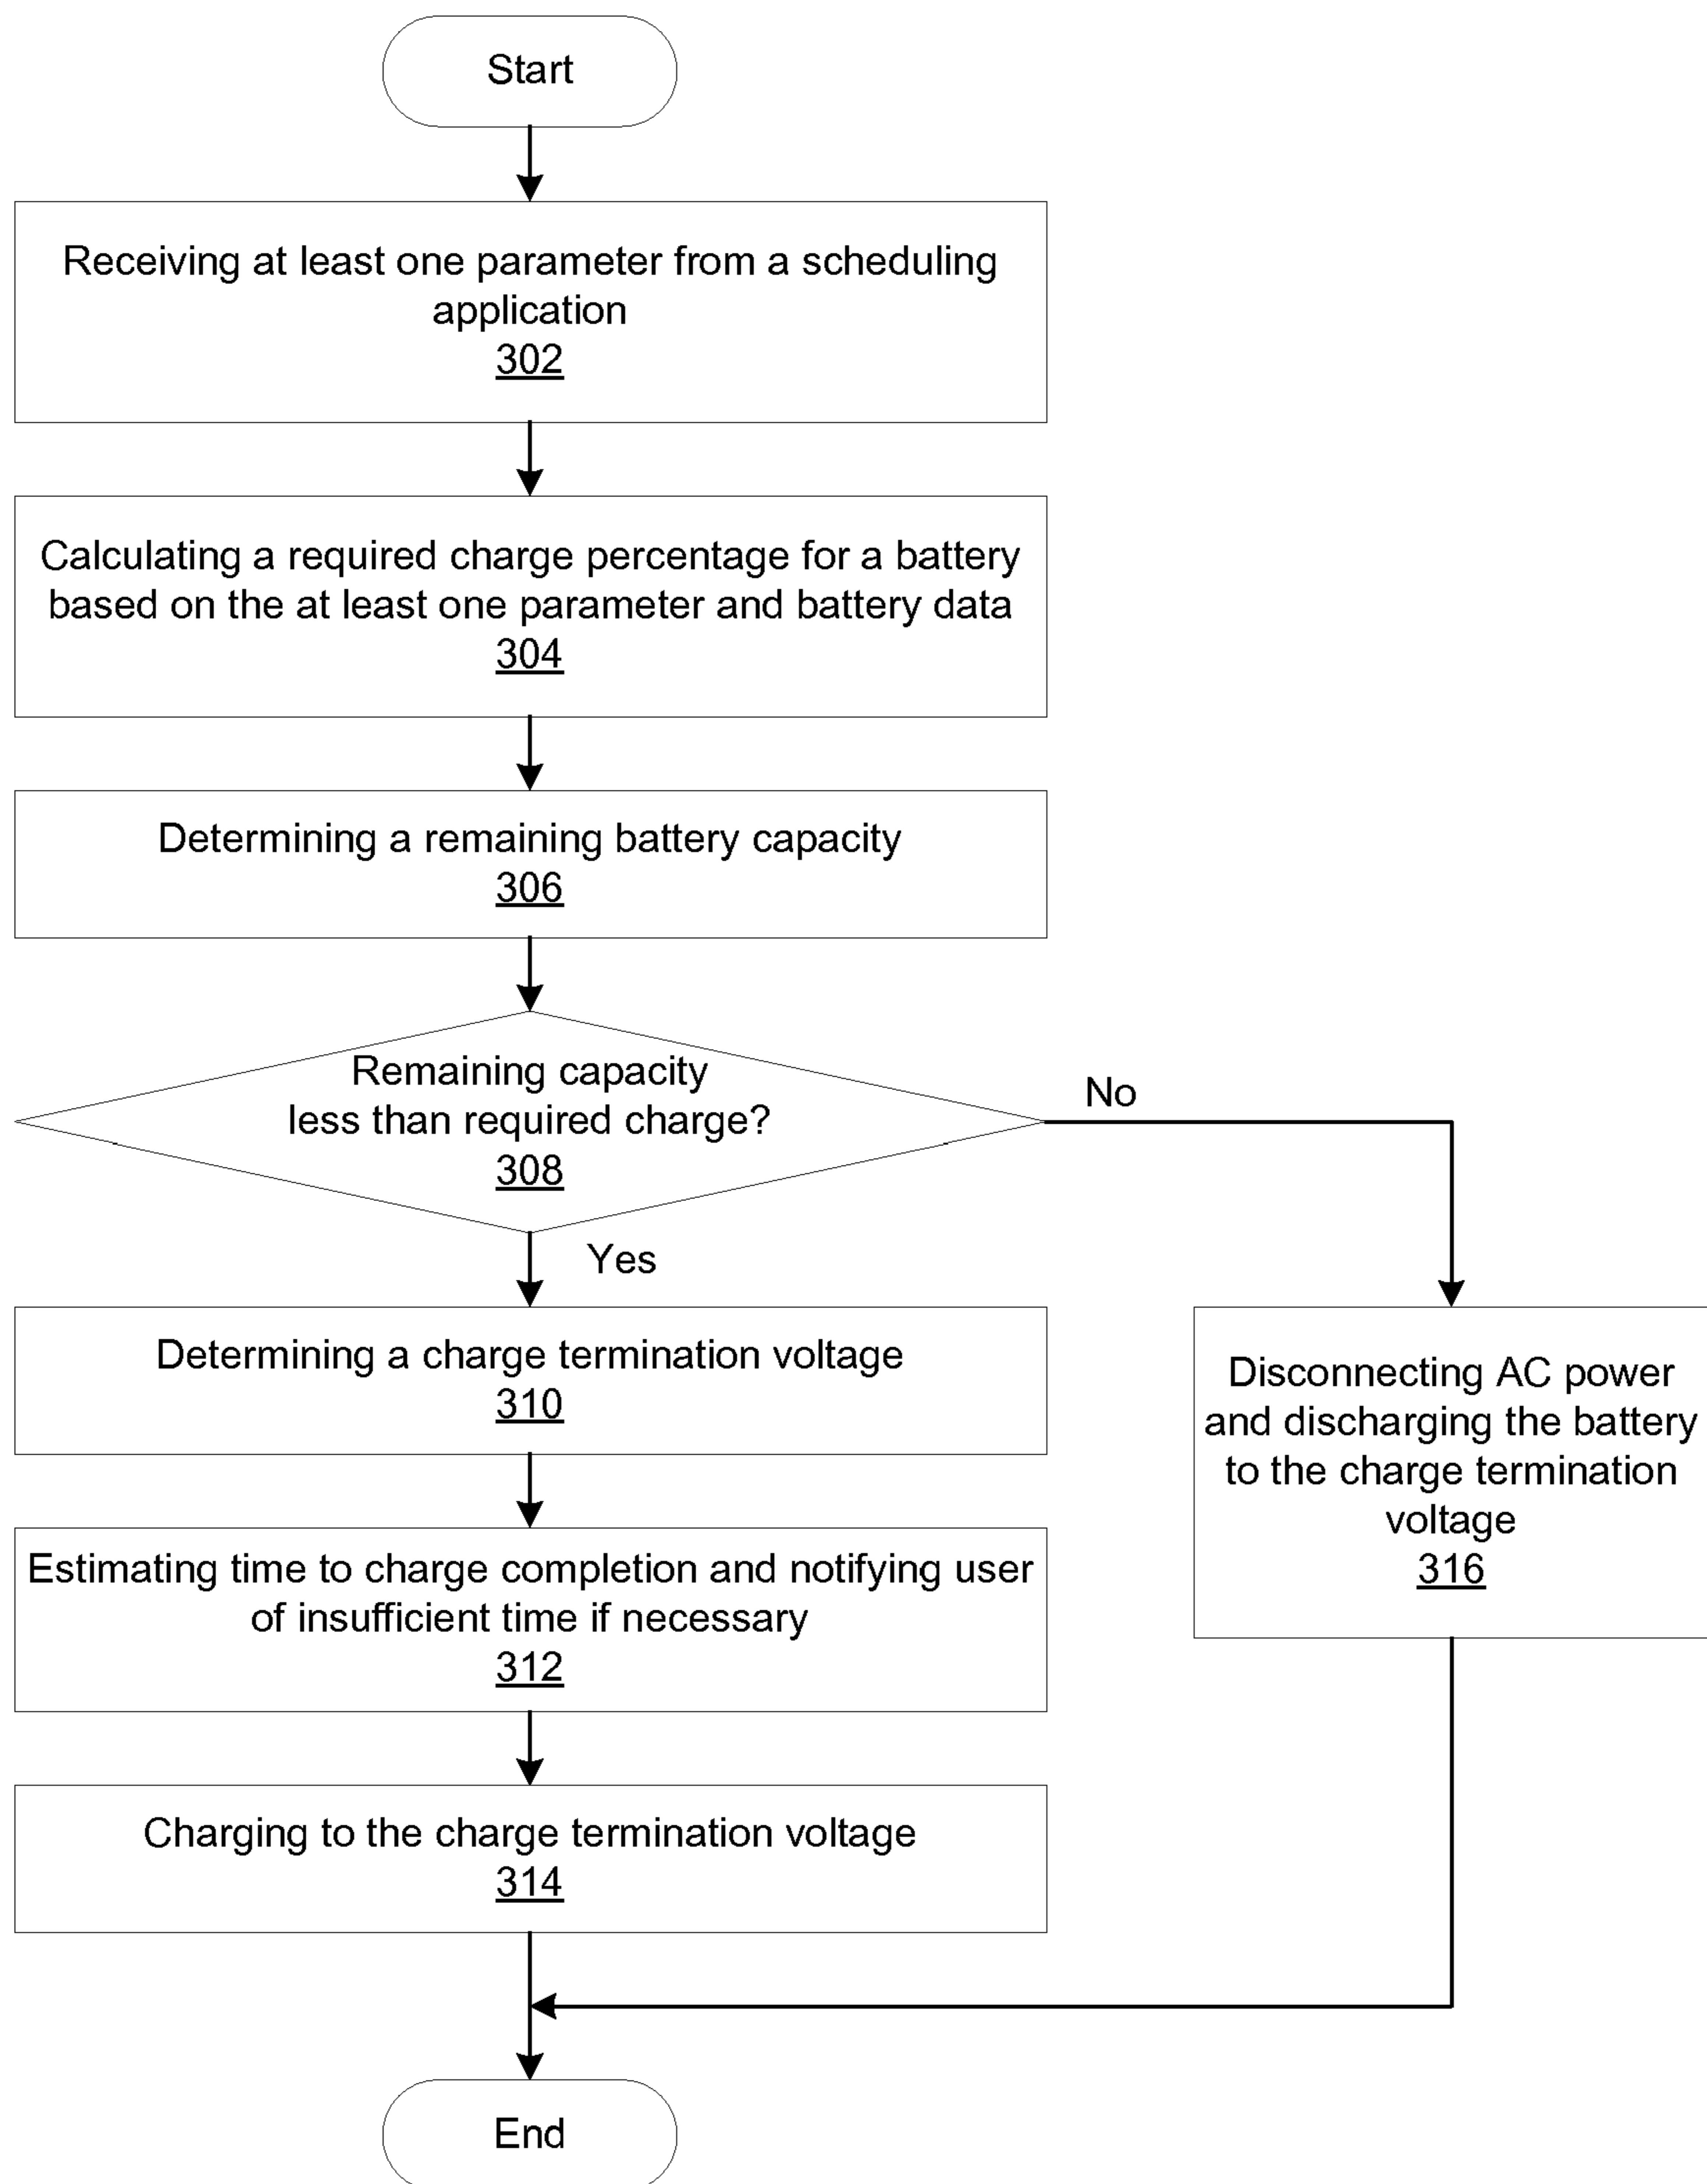 Start
Receiving at least one parameter from a scheduling
application
302
Calculating a required charge percentage for a battery
based on the at least one parameter and battery data
304
Determining a remaining battery capacity
306
Remaining capacity
less than required charge?
308
No
Yes
Determining a charge termination voltage
310
Disconnecting AC power
and discharging the battery
to the charge termination
voltage
316
Estimating time to charge completion and notifying user
of insufficient time if necessary
312
Charging to the charge termination voltage
314
End